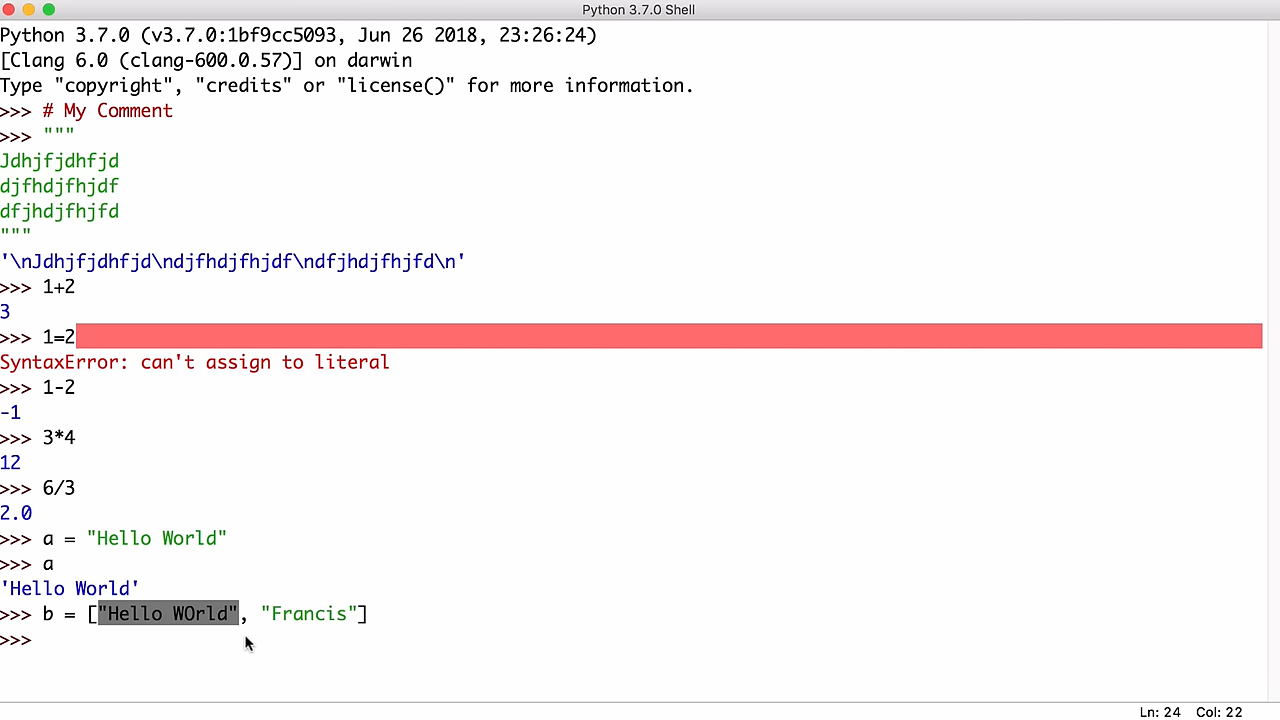 Python 3.7.0 Shell
Python 3.7.0 (v3.7.0:1bf9cc5093, Jun 26 2018, 23:26:24)
[Clang 6.0 (clang-600.0.57)] on darwin
Type "copyright", "credits" or "license()" for more information.
>>> # My Comment
>>> """
Jdhjfjdhfjd
djfhdjfhjdf
dfjhdjfhjfd
"""
'\nJdhjfjdhfjd\ndjfhdjfhjdf\ndfjhdjfhjfd\n'
>>> 1+2
3
>>> 1=2
SyntaxError: can't assign to literal
>>> 1-2
-1
>>> 3*4
12
>>> 6/3
2.0
>>> a = "Hello World"
>>> a
'Hello World'
>>> b = ["Hello WOrld", "Francis"]
>>>
Ln: 24 Col: 22